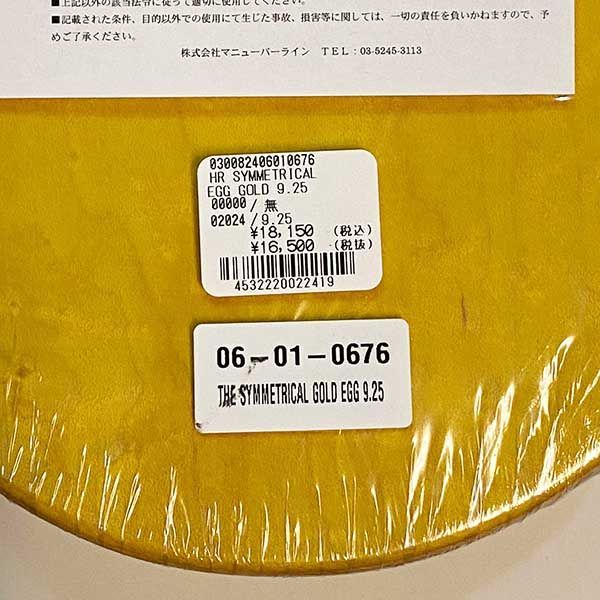 ■上記以外の該当法令に従って適切に使用してください。
■記載された条件、目的以外での使用にて生じた事故、損害等に関しては、一切の責任を負いかねますので、予
めご了承ください。
株式会社マニューバーライン　TEL：03-5245-3113
030082406010676
HR SYMMETRICAL
EGG GOLD 9.25
00000 / 無
02024 / 9.25
¥18,150 (税込)
¥16,500 (税抜)
4532220022419
06-01-0676
THE SYMMETRICAL GOLD EGG 9.25